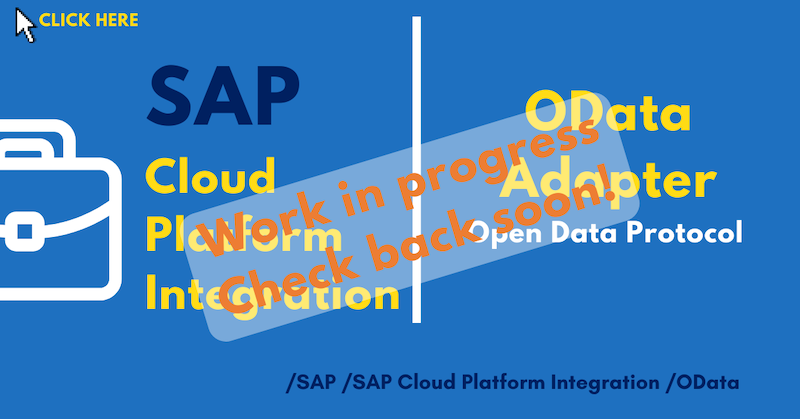 CLICK HERE
SAP
Cloud
Platform
Integration
OData
Adapter
Open Data Protocol
Work in progress
Check back soon!
/SAP /SAP Cloud Platform Integration /OData